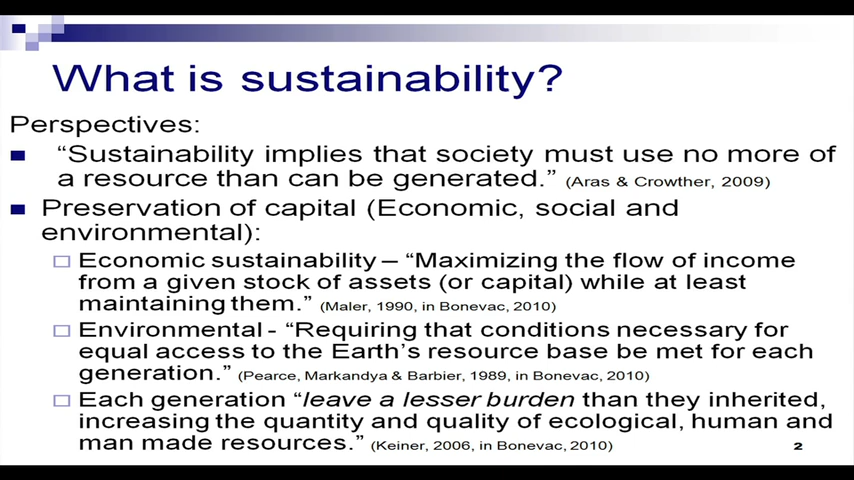 What is sustainability?
Perspectives:
“Sustainability implies that society must use no more of
a resource than can be generated.” (Aras & Crowther, 2009)
Preservation of capital (Economic, social and
environmental):
Economic sustainability – “Maximizing the flow of income
from a given stock of assets (or capital) while at least
maintaining them.” (Maler, 1990, in Bonevac, 2010)
Environmental - “Requiring that conditions necessary for
equal access to the Earth’s resource base be met for each
generation.” (Pearce, Markandya & Barbier, 1989, in Bonevac, 2010)
Each generation “leave a lesser burden than they inherited,
increasing the quantity and quality of ecological, human and
man made resources.” (Keiner, 2006, in Bonevac, 2010)
2